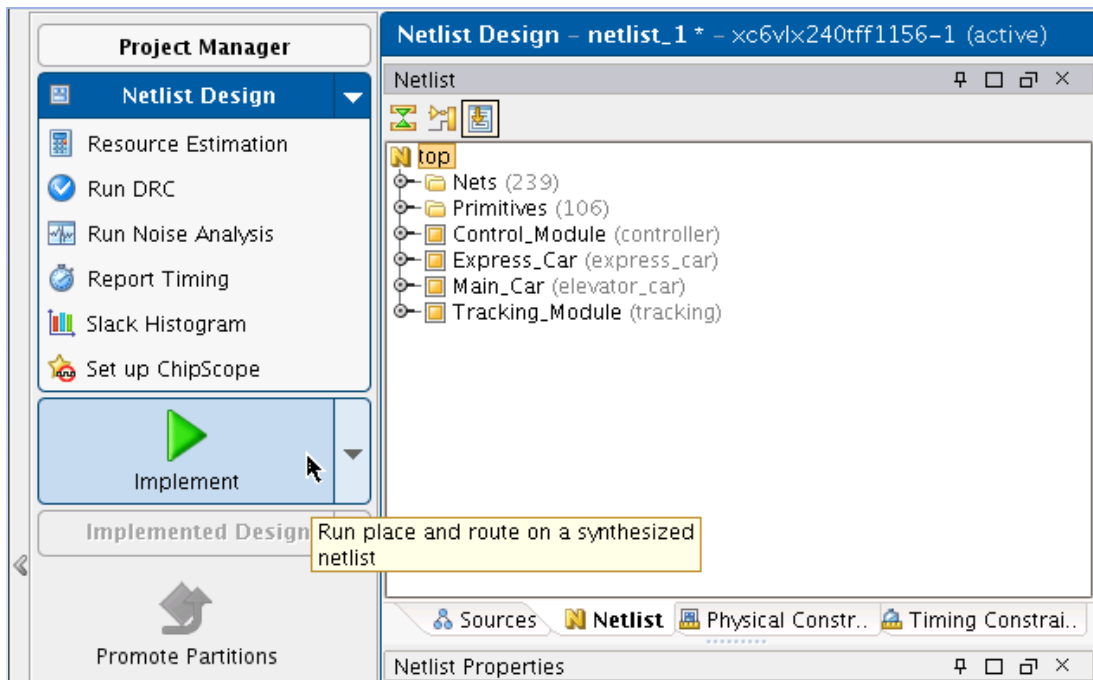 Project Manager
Netlist Design
Resource Estimation
Run DRC
Run Noise Analysis
Report Timing
Slack Histogram
Set up ChipScope
Implement
Implemented Design
Promote Partitions
Netlist Design – netlist_1 * – xc6vlx240tff1156–1 (active)
Netlist
top
Nets (239)
Primitives (106)
Control_Module (controller)
Express_Car (express_car)
Main_Car (elevator_car)
Tracking_Module (tracking)
Run place and route on a synthesized
netlist
Sources Netlist Physical Constr.. Timing Constrai..
Netlist Properties